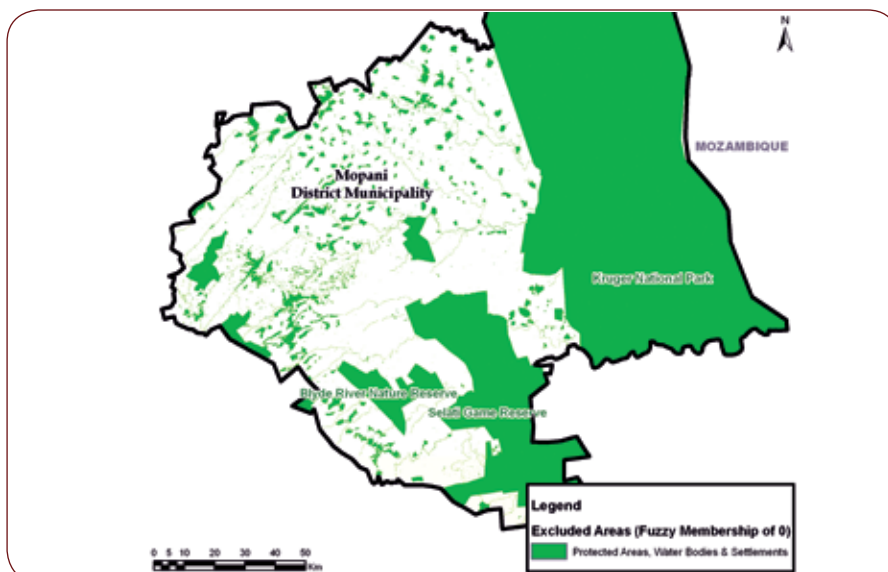 N
MOZAMBIQUE
Mopani
District Municipality
Kruger National Park
Blyde River Nature Reserve
Selati Game Reserve
Legend
Excluded Areas (Fuzzy Membership of 0)
Protected Areas, Water Bodies & Settlements
0 5 10 20 30 40 50
Km